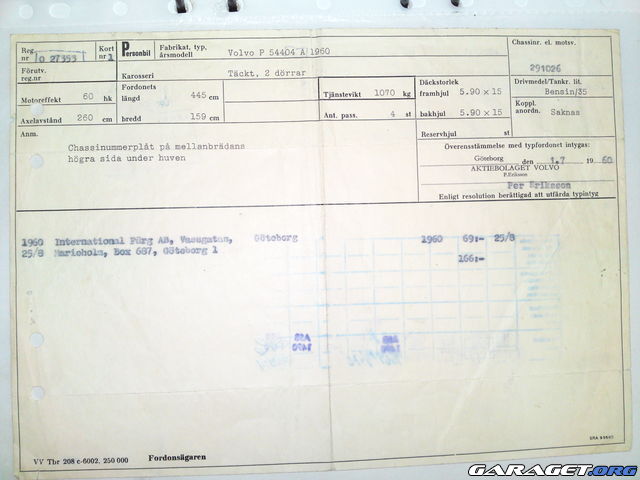 Reg. nr O 27353 Kort nr 1 Personbil Fabrikat, typ, årsmodell Volvo P 54404 A 1960 Chassinr. el. motsv. 291026
Förutv. reg.nr Karosseri Täckt, 2 dörrar
Motoreffekt 60 hk Fordonets längd 445 cm Tjänstevikt 1070 kg Däckstorlek framhjul 5.90 × 15 Drivmedel/Tankr. lit. Bensin/35
Axelavstånd 260 cm bredd 159 cm Ant. pass. 4 st bakhjul 5.90 × 15 Koppl. anordn. Saknas
Reservhjul st
Anm.
Chassinummerplåt på mellanbrädans
högra sida under huven
Överensstämmelse med typfordonet intygas:
Göteborg den 1.7 1960
AKTIEBOLAGET VOLVO
P.Eriksson
Per Eriksson
Enligt resolution berättigad att utfärda typintyg
1960 International Färg AB, Vasagatan, Göteborg 1960 69:- 25/8
25/8 Marieholm, Box 687, Göteborg 1 166:-
VV Tbr 208 c-6002. 250 000 Fordonsägaren
GARAGET.ORG